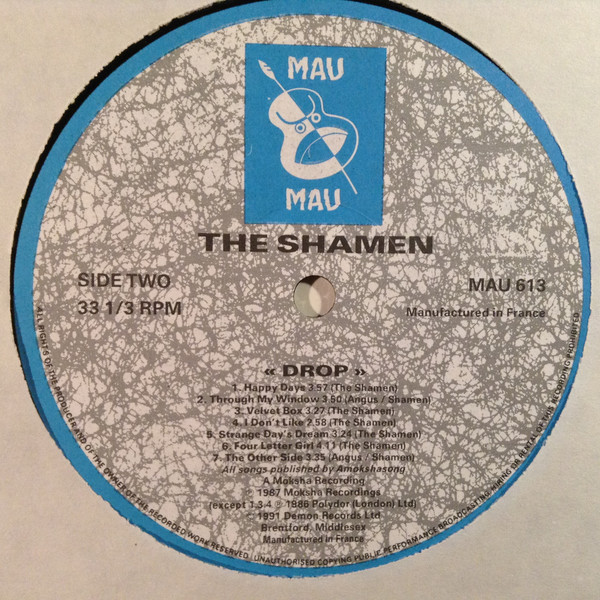 MAU
MAU
THE SHAMEN
SIDE TWO
33 1/3 RPM
MAU 613
Manufactured in France
« DROP »
1. Happy Days 3.57 (The Shamen)
2. Through My Window 3.50 (Angus / Shamen)
3. Velvet Box 3.27 (The Shamen)
4. I Don't Like 2.58 (The Shamen)
5. Strange Day's Dream 3.24 (The Shamen)
6. Four Letter Girl 4.11 (The Shamen)
7. The Other Side 3.35 (Angus / Shamen)
All songs published by Amokshasong
A Moksha Recording
℗ 1987 Moksha Recordings
(except 1.3.4 ℗ 1986 Polydor (London) Ltd)
© 1991 Demon Records Ltd
Brentford, Middlesex
Manufactured in France
ALL RIGHTS OF THE PRODUCER AND OF THE OWNER OF THE RECORDED WORK RESERVED. UNAUTHORISED COPYING PUBLIC PERFORMANCE BROADCASTING HIRING OR RENTAL OF THIS RECORDING PROHIBITED